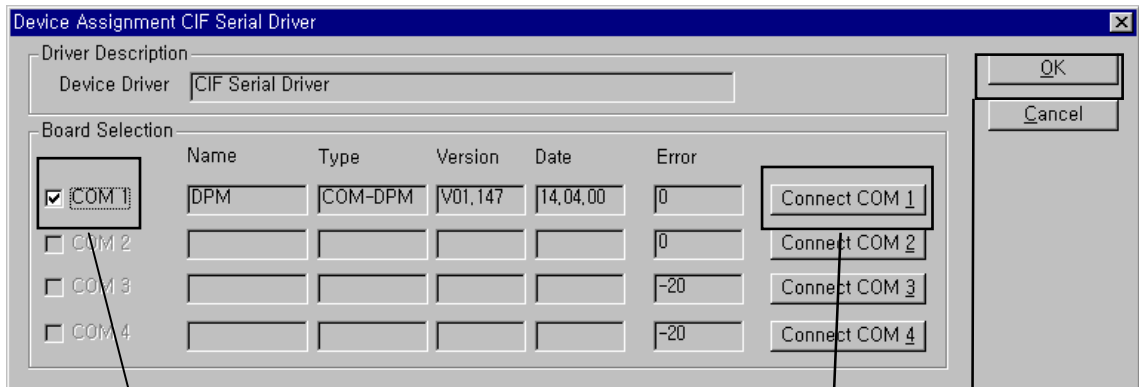 Device Assignment CIF Serial Driver
Driver Description
OK
Device Driver CIF Serial Driver
Cancel
Board Selection
Name Type Version Date Error
COM 1 DPM COM-DPM V01,147 14,04,00 0 Connect COM 1
COM 2 0 Connect COM 2
COM 3 -20 Connect COM 3
COM 4 -20 Connect COM 4